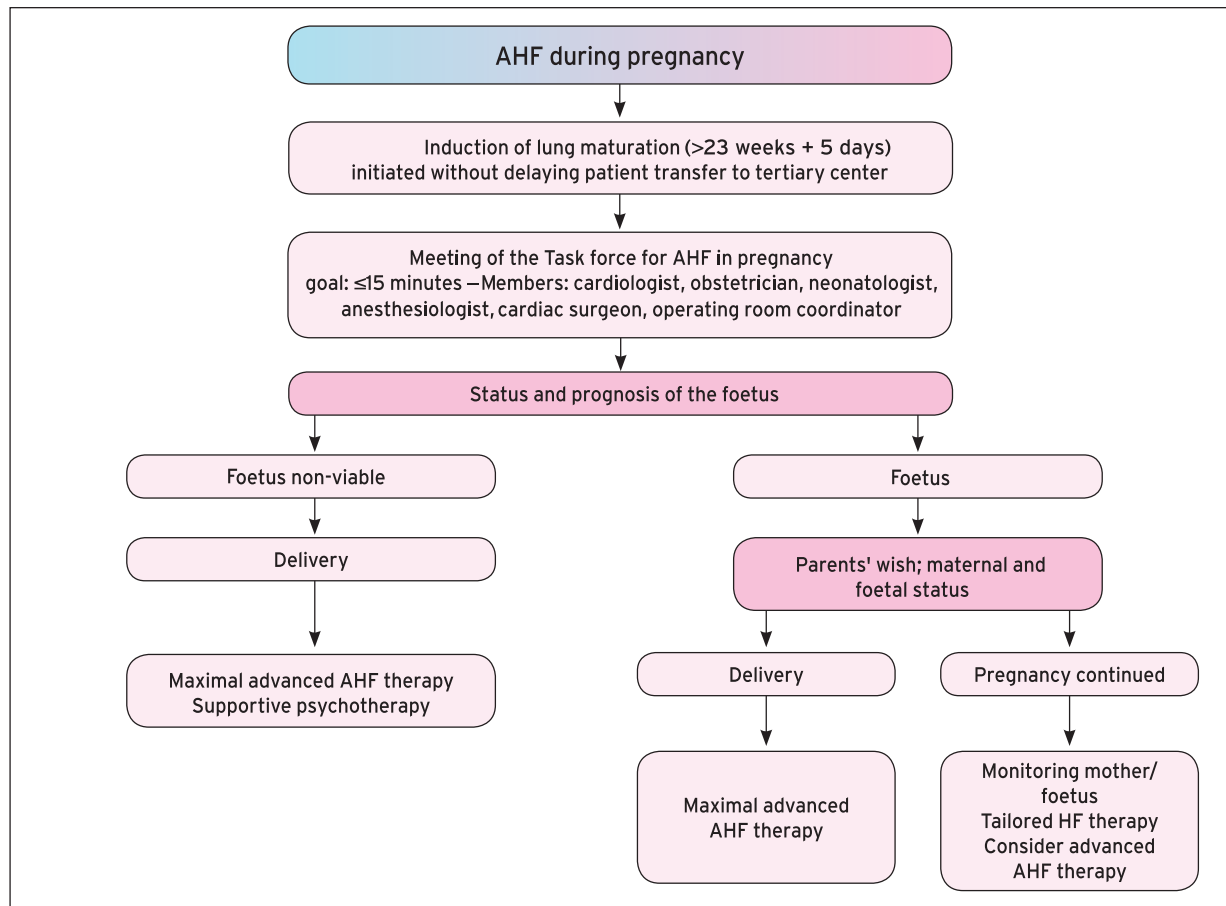 AHF during pregnancy
Induction of lung maturation (>23 weeks + 5 days)
initiated without delaying patient transfer to tertiary center
Meeting of the Task force for AHF in pregnancy
goal: ≤15 minutes –Members: cardiologist, obstetrician, neonatologist,
anesthesiologist, cardiac surgeon, operating room coordinator
Status and prognosis of the foetus
Foetus non-viable
Delivery
Maximal advanced AHF therapy
Supportive psychotherapy
Foetus
Parents' wish; maternal and
foetal status
Delivery
Maximal advanced
AHF therapy
Pregnancy continued
Monitoring mother/
foetus
Tailored HF therapy
Consider advanced
AHF therapy